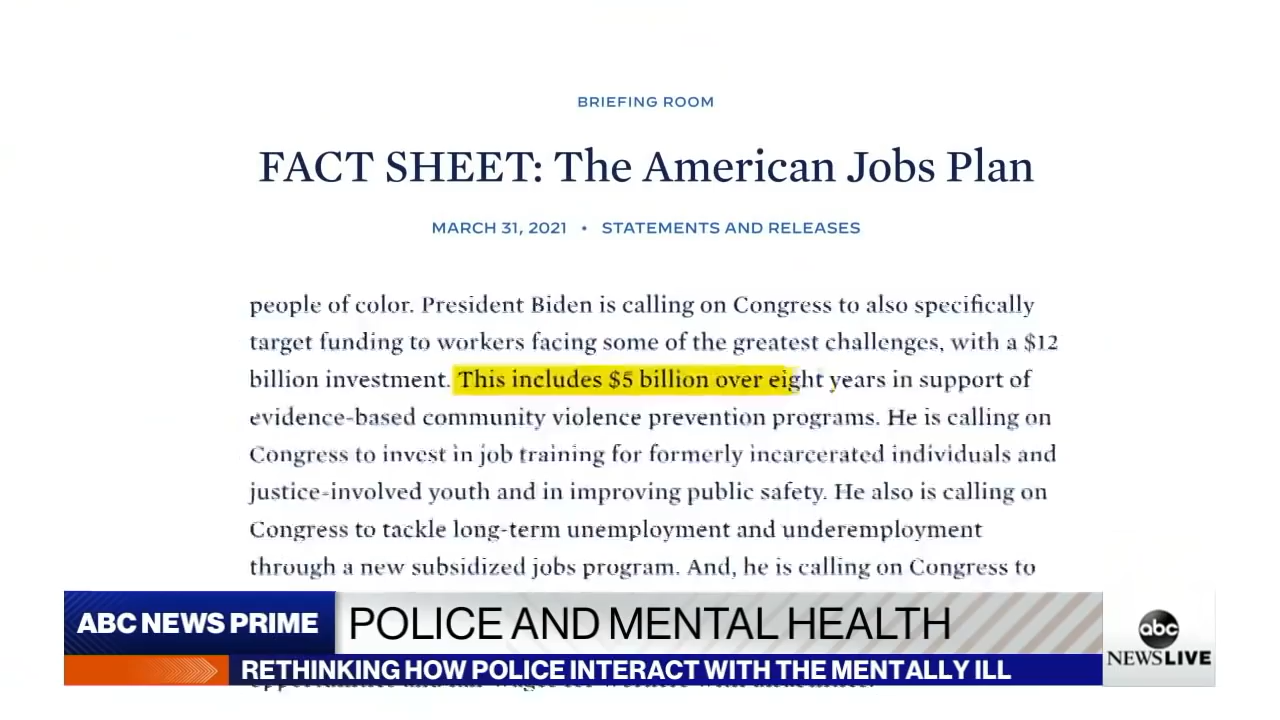 BRIEFING ROOM
FACT SHEET: The American Jobs Plan
MARCH 31, 2021 • STATEMENTS AND RELEASES
people of color. President Biden is calling on Congress to also specifically
target funding to workers facing some of the greatest challenges, with a $12
billion investment. This includes $5 billion over eight years in support of
evidence-based community violence prevention programs. He is calling on
Congress to invest in job training for formerly incarcerated individuals and
justice-involved youth and in improving public safety. He also is calling on
Congress to tackle long-term unemployment and underemployment
through a new subsidized jobs program. And, he is calling on Congress to
ABC NEWS PRIME
POLICE AND MENTAL HEALTH
RETHINKING HOW POLICE INTERACT WITH THE MENTALLY ILL
abc
NEWSLIVE